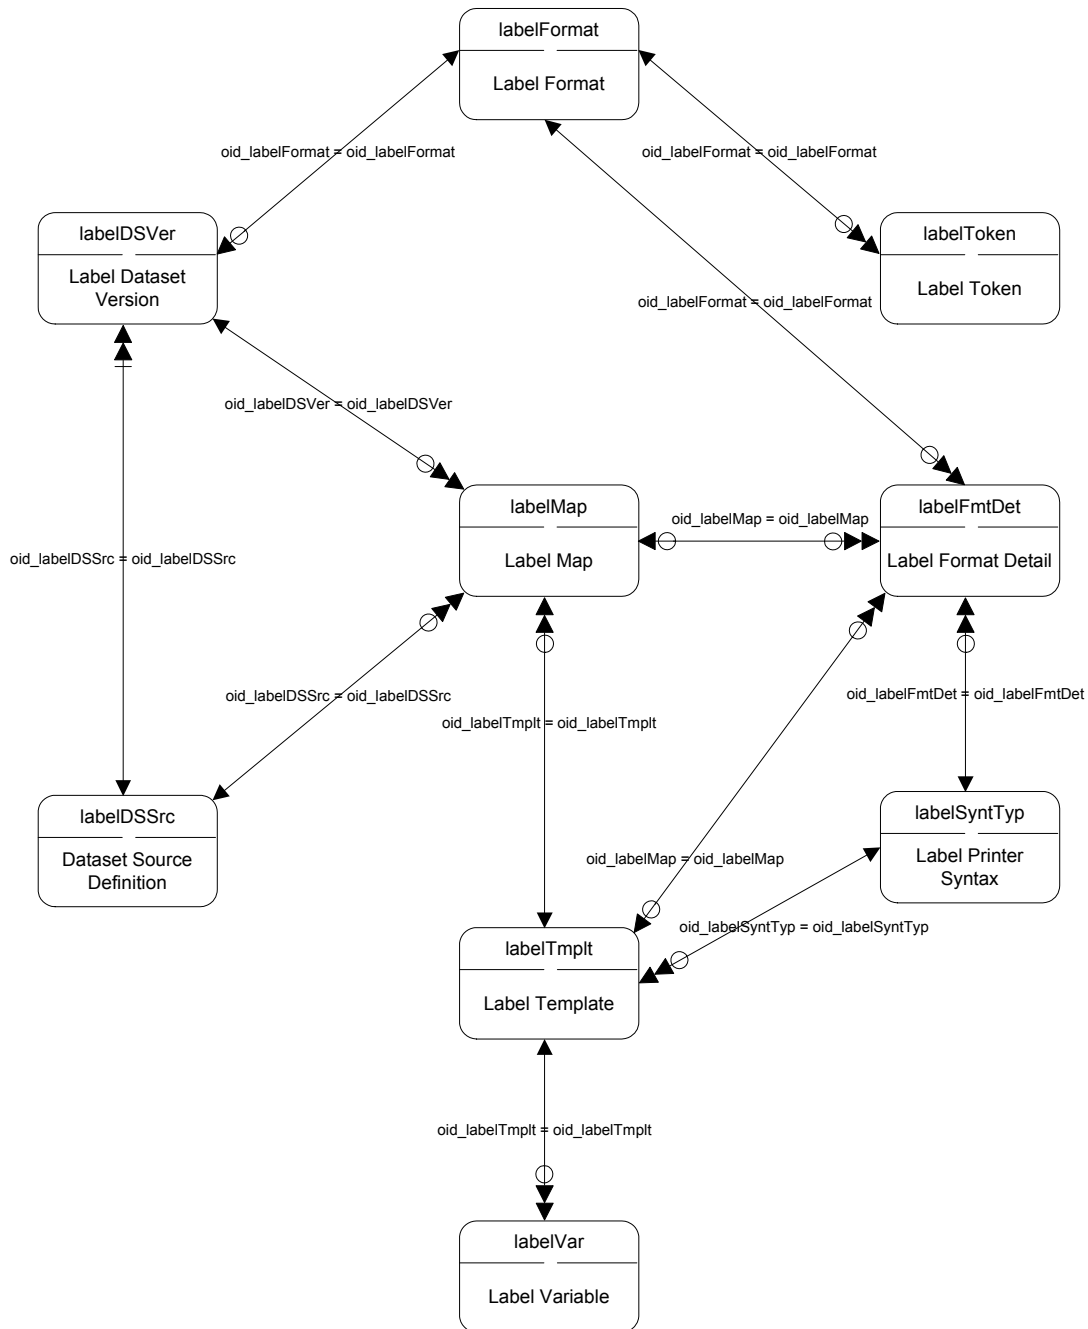 labelFormat
Label Format
oid_labelFormat = oid_labelFormat
oid_labelFormat = oid_labelFormat
labelDSVer
Label Dataset
Version
labelToken
Label Token
oid_labelFormat = oid_labelFormat
oid_labelDSVer = oid_labelDSVer
labelMap
Label Map
oid_labelMap = oid_labelMap
labelFmtDet
Label Format Detail
oid_labelDSSrc = oid_labelDSSrc
oid_labelDSSrc = oid_labelDSSrc
oid_labelTmplt = oid_labelTmplt
oid_labelFmtDet = oid_labelFmtDet
labelDSSrc
Dataset Source
Definition
labelSyntTyp
Label Printer
Syntax
oid_labelMap = oid_labelMap
oid_labelSyntTyp = oid_labelSyntTyp
labelTmplt
Label Template
oid_labelTmplt = oid_labelTmplt
labelVar
Label Variable